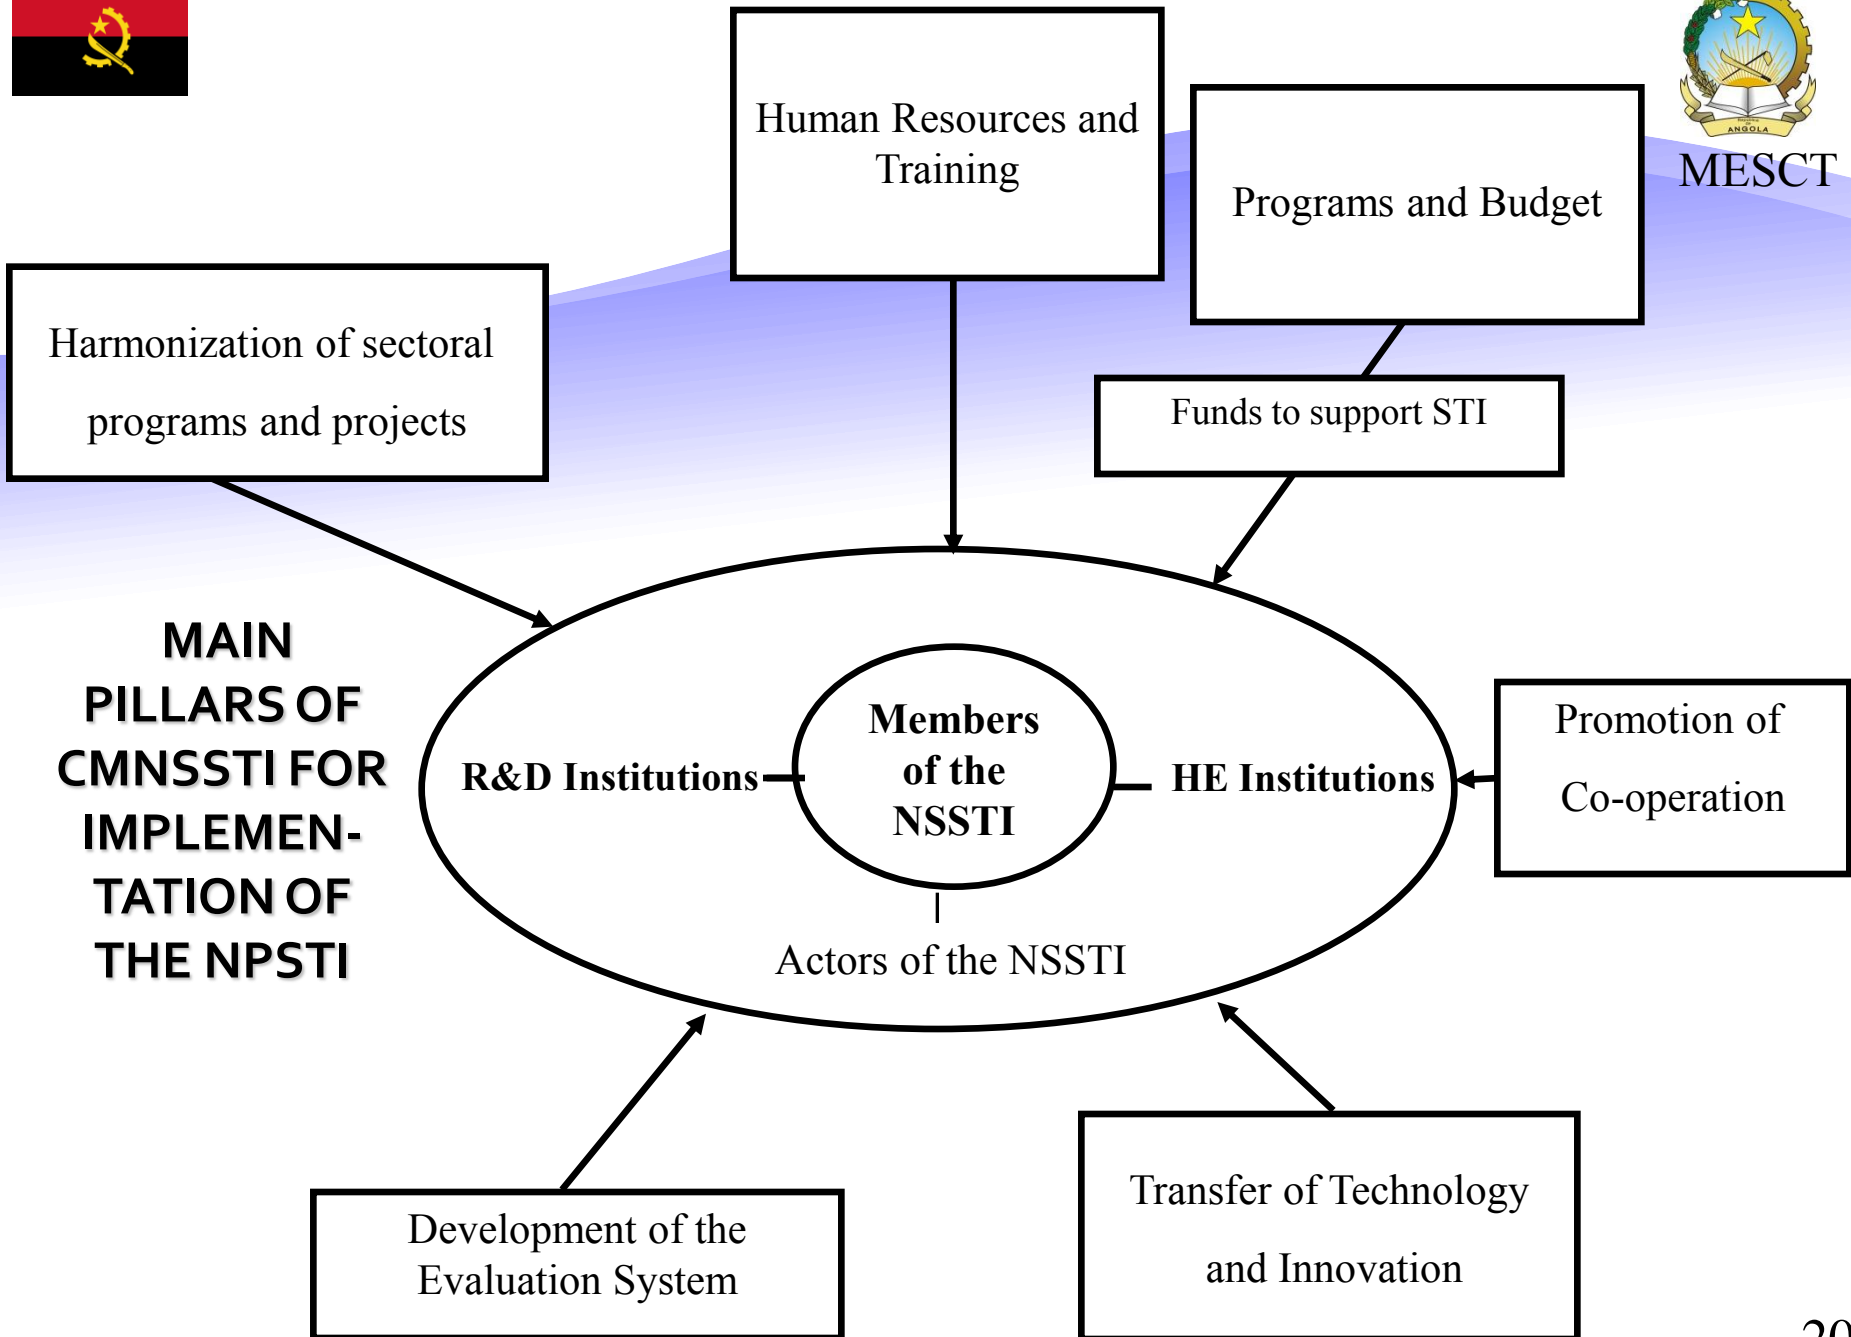 Human Resources and
Training
Programs and Budget
ANGOLA
MESCT
Harmonization of sectoral
programs and projects
Funds to support STI
MAIN
PILLARS OF
CMNSSTI FOR
IMPLEMEN-
TATION OF
THE NPSTI
R&D Institutions
Members
of the
NSSTI
HE Institutions
Actors of the NSSTI
Promotion of
Co-operation
Development of the
Evaluation System
Transfer of Technology
and Innovation
20